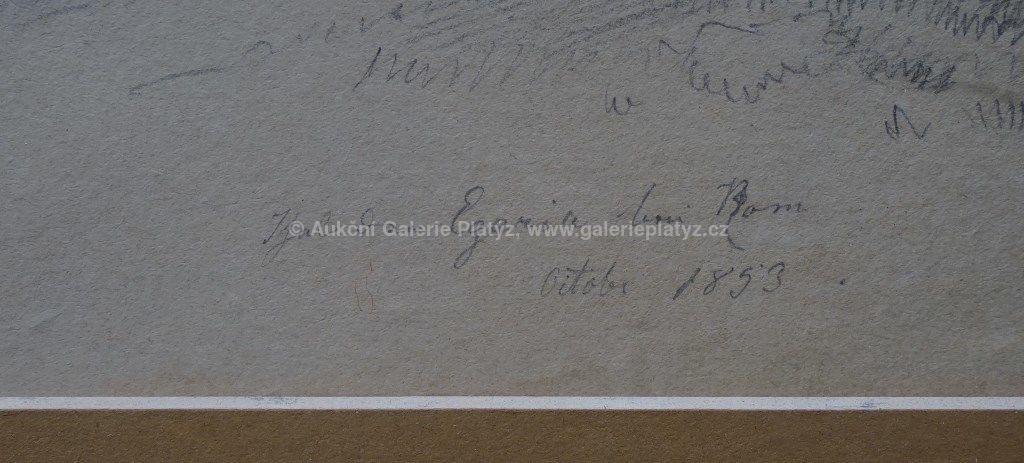 © Aukční Galerie Platýz, www.galerieplatyz.cz
Egeria bei Rom
Octobr 1853.